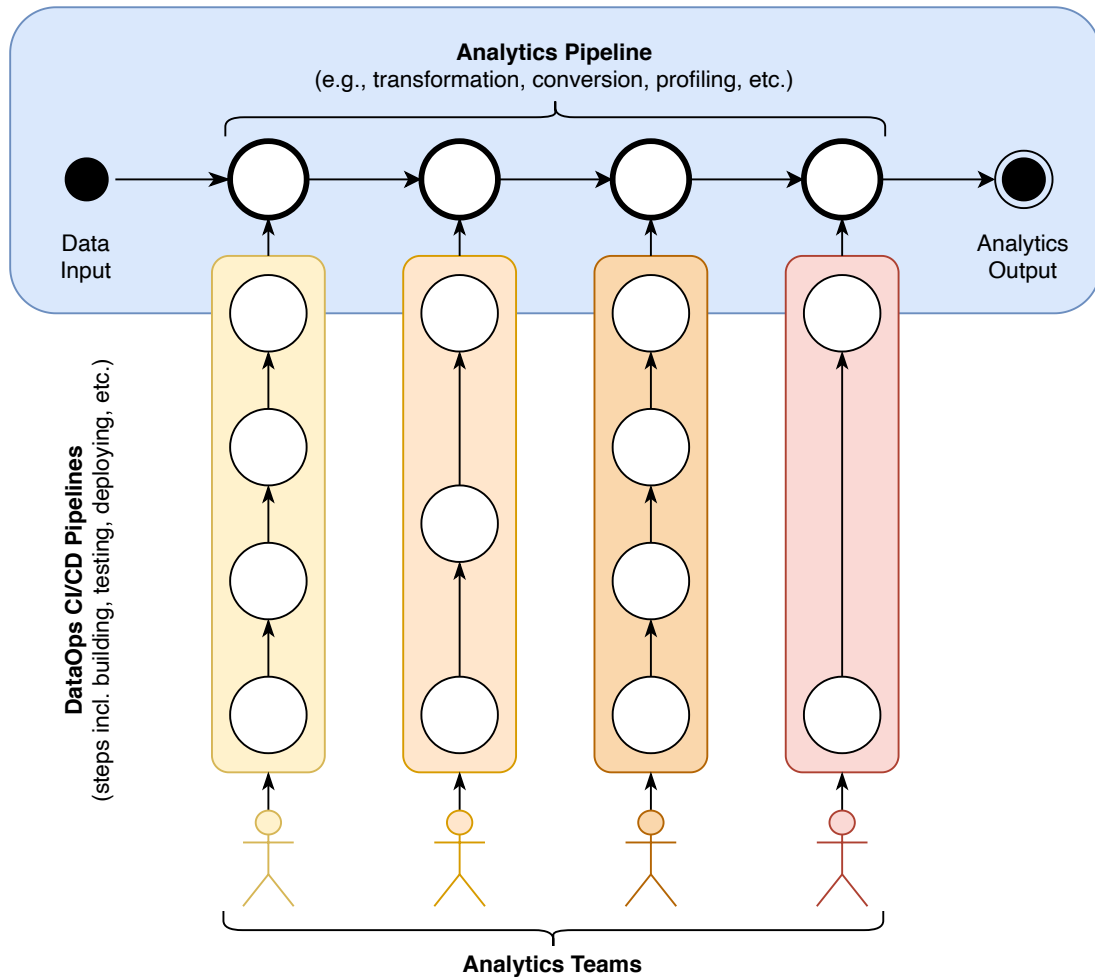 Analytics Pipeline
(e.g., transformation, conversion, profiling, etc.)
Data
Input
Analytics
Output
DataOps CI/CD Pipelines
(steps incl. building, testing, deploying, etc.)
Analytics Teams